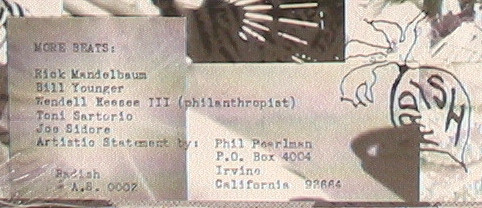 MORE BEATS:
Rick Mandelbaum
Bill Younger
Wendell Keesee III (philanthropist)
Toni Sartorio
Joe Sidore
Artistic Statement by: Phil Pearlman
P.O. Box 4004
Irvine
California 92664
Radish
A.S. 0002
RADISH